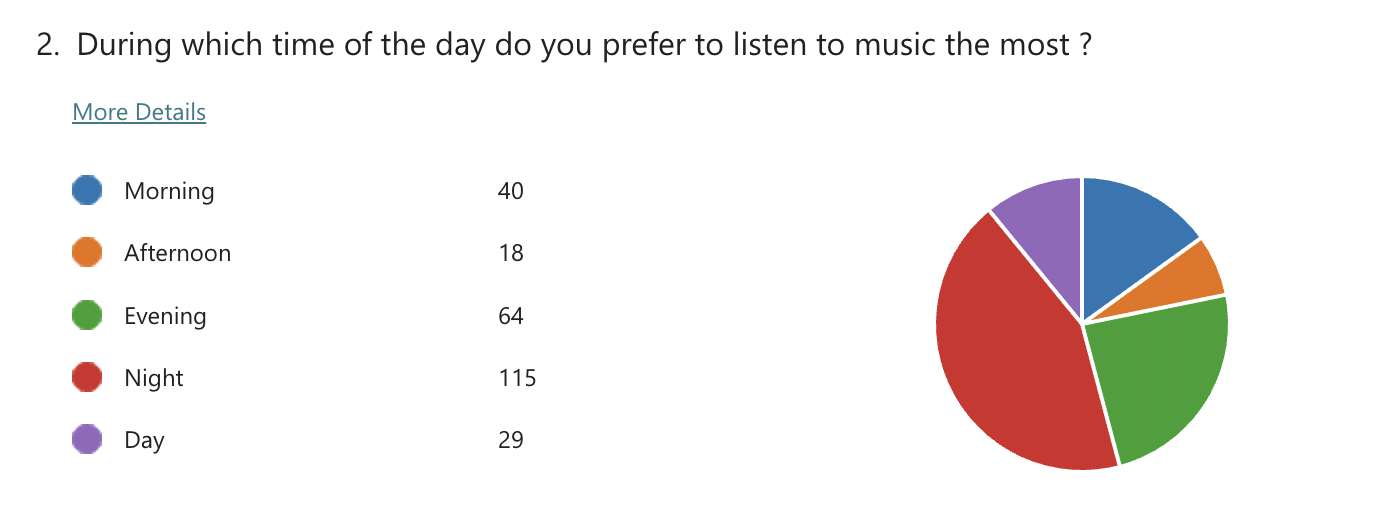 2. During which time of the day do you prefer to listen to music the most ?
More Details
Morning 40
Afternoon 18
Evening 64
Night 115
Day 29